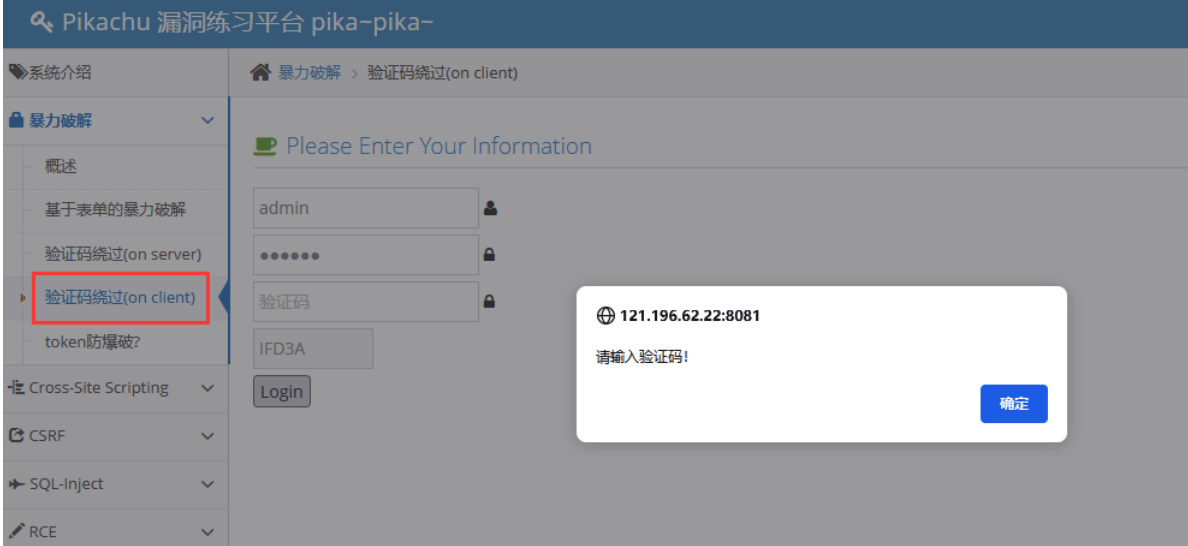 Pikachu 漏洞练习平台 pika~pika~
系统介绍
暴力破解 > 验证码绕过(on client)
暴力破解
概述
基于表单的暴力破解
验证码绕过(on server)
验证码绕过(on client)
token防爆破?
Cross-Site Scripting
CSRF
SQL-Inject
RCE
Please Enter Your Information
admin
••••••
验证码
IFD3A
Login
121.196.62.22:8081
请输入验证码!
确定